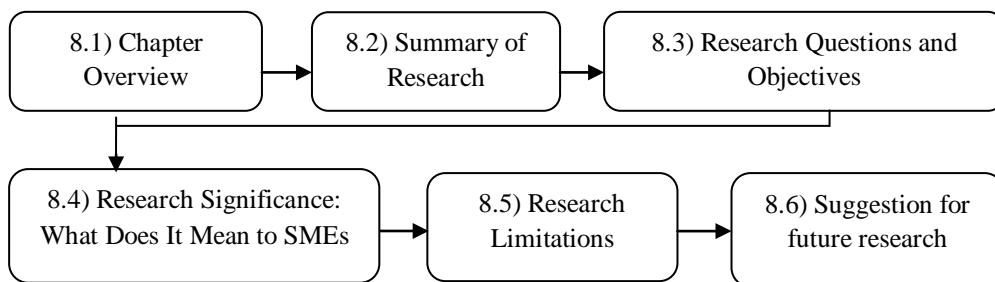 8.1) Chapter
Overview
8.2) Summary of
Research
8.3) Research Questions and
Objectives
8.4) Research Significance:
What Does It Mean to SMEs
8.5) Research
Limitations
8.6) Suggestion for
future research